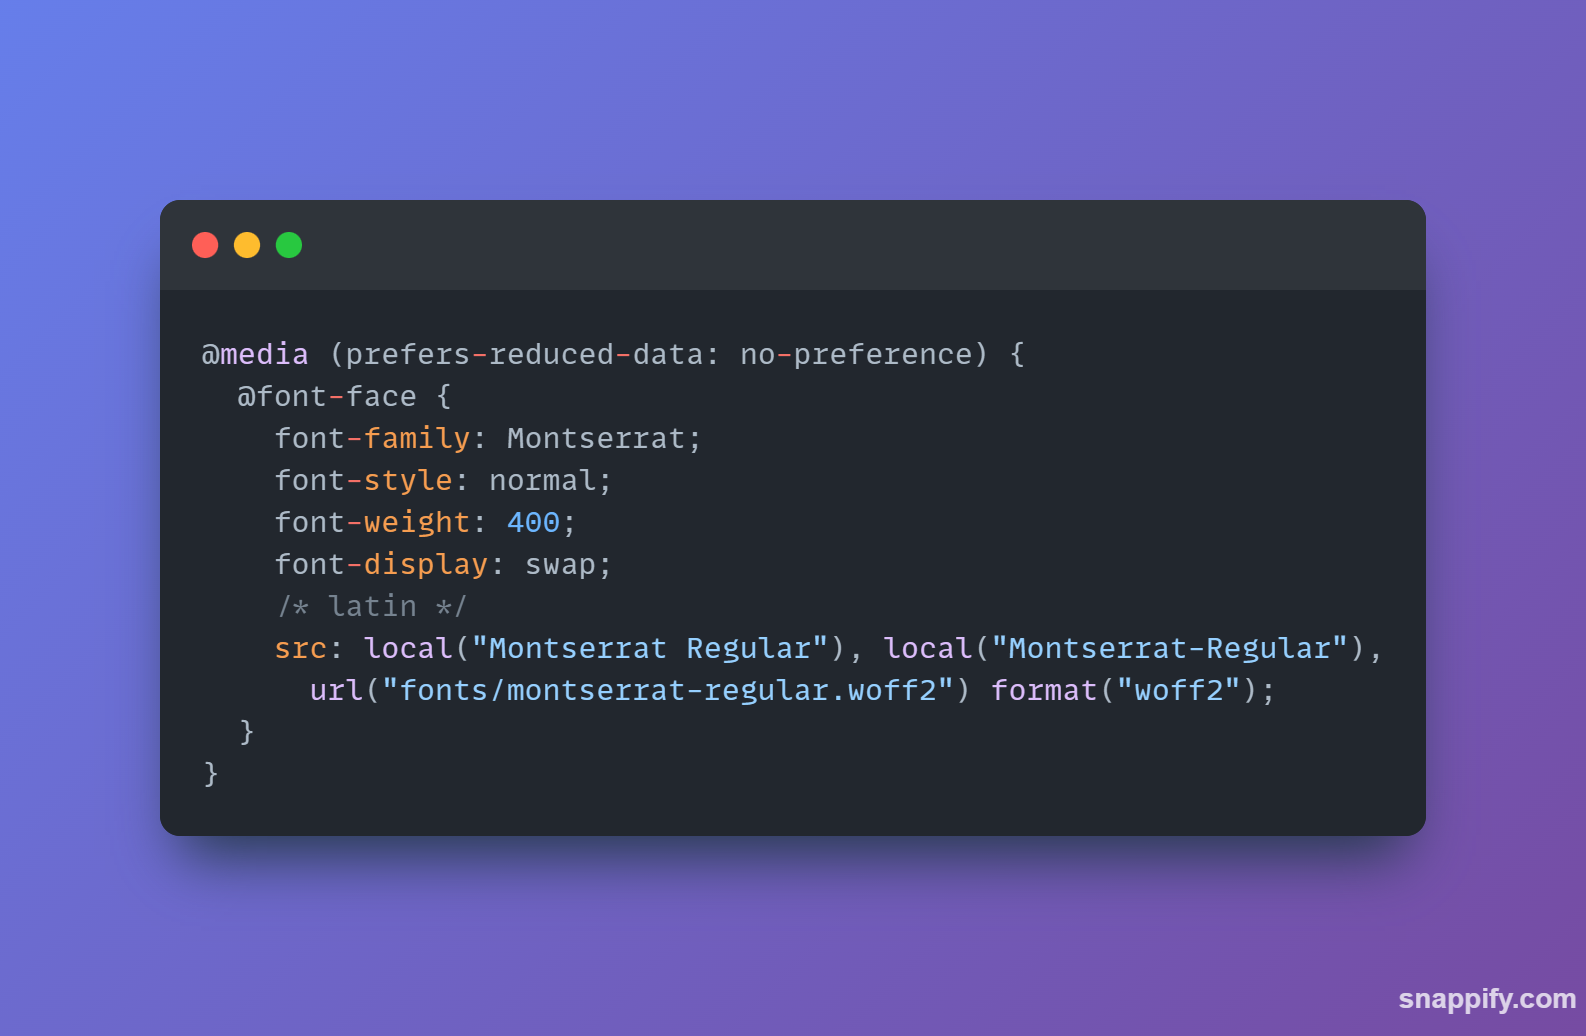 @media (prefers-reduced-data: no-preference) {
  @font-face {
    font-family: Montserrat;
    font-style: normal;
    font-weight: 400;
    font-display: swap;
    /* latin */
    src: local("Montserrat Regular"), local("Montserrat-Regular"),
      url("fonts/montserrat-regular.woff2") format("woff2");
  }
}
snappify.com